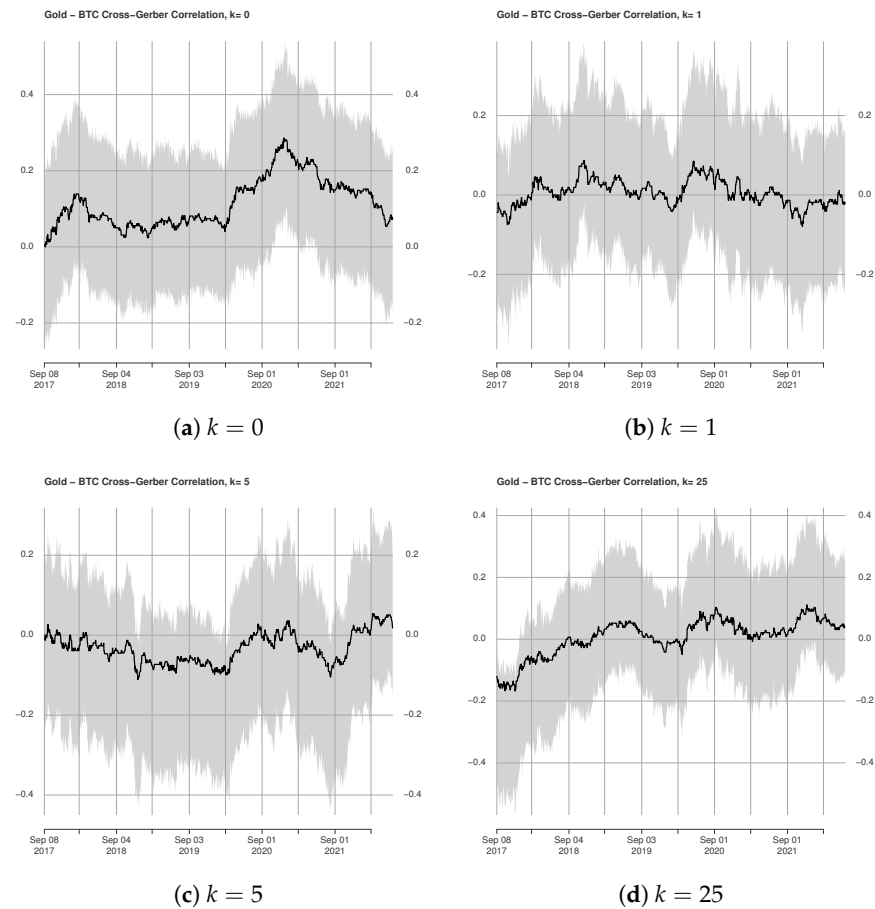 Gold − BTC Cross−Gerber Correlation, k= 0
0.4 0.4
0.2 0.2
0.0 0.0
−0.2 −0.2
Sep 08 Sep 04 Sep 03 Sep 01 Sep 01
2017 2018 2019 2020 2021
(a) k = 0
Gold − BTC Cross−Gerber Correlation, k= 1
0.2 0.2
0.0 0.0
−0.2 −0.2
Sep 08 Sep 04 Sep 03 Sep 01 Sep 01
2017 2018 2019 2020 2021
(b) k = 1
Gold − BTC Cross−Gerber Correlation, k= 5
0.2 0.2
0.0 0.0
−0.2 −0.2
−0.4 −0.4
Sep 08 Sep 04 Sep 03 Sep 01 Sep 01
2017 2018 2019 2020 2021
(c) k = 5
Gold − BTC Cross−Gerber Correlation, k= 25
0.4 0.4
0.2 0.2
0.0 0.0
−0.2 −0.2
−0.4 −0.4
Sep 08 Sep 04 Sep 03 Sep 01 Sep 01
2017 2018 2019 2020 2021
(d) k = 25